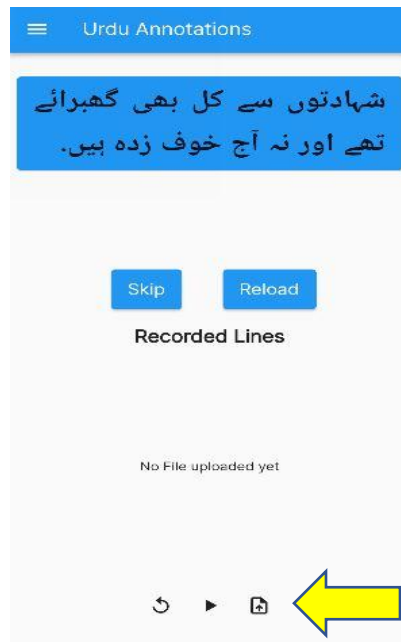 Urdu Annotations
شہادتوں سے کل بھی گھبرائے
تھے اور نہ آج خوف زدہ ہیں.
Skip
Reload
Recorded Lines
No File uploaded yet